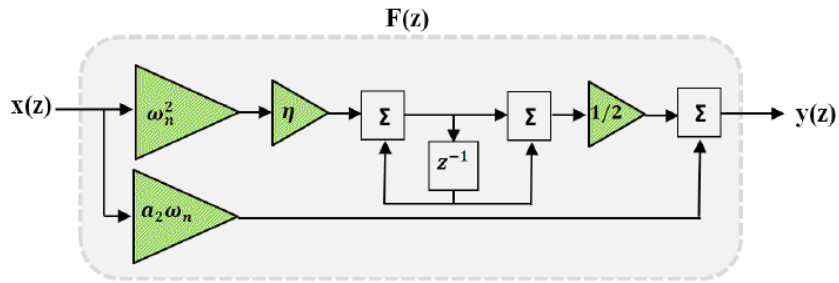 F(z)
x(z)
ω_n^2
η
Σ
Σ
1/2
Σ
y(z)
z^{-1}
a_2ω_n